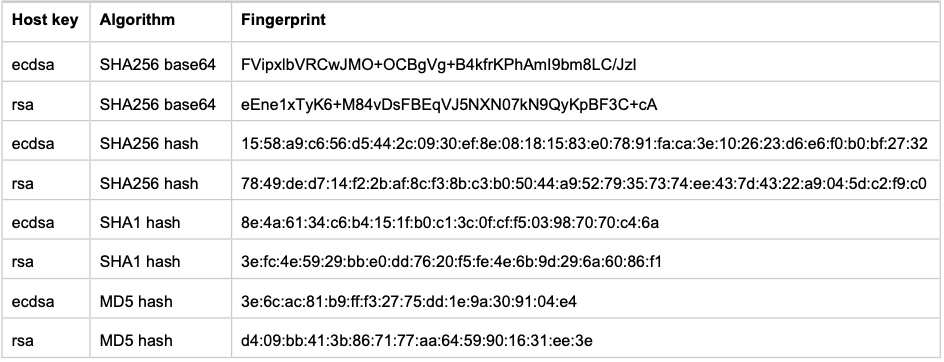 Host key Algorithm Fingerprint
ecdsa SHA256 base64 FVipxlbVRCwJMO+OCBgVg+B4kfrKPhAmI9bm8LC/JzI
rsa SHA256 base64 eEne1xTyK6+M84vDsFBEqVJ5NXN07kN9QyKpBF3C+cA
ecdsa SHA256 hash 15:58:a9:c6:56:d5:44:2c:09:30:ef:8e:08:18:15:83:e0:78:91:fa:ca:3e:10:26:23:d6:e6:f0:b0:bf:27:32
rsa SHA256 hash 78:49:de:d7:14:f2:2b:af:8c:f3:8b:c3:b0:50:44:a9:52:79:35:73:74:ee:43:7d:43:22:a9:04:5d:c2:f9:c0
ecdsa SHA1 hash 8e:4a:61:34:c6:b4:15:1f:b0:c1:3c:0f:cf:f5:03:98:70:70:c4:6a
rsa SHA1 hash 3e:fc:4e:59:29:bb:e0:dd:76:20:f5:fe:4e:6b:9d:29:6a:60:86:f1
ecdsa MD5 hash 3e:6c:ac:81:b9:ff:f3:27:75:dd:1e:9a:30:91:04:e4
rsa MD5 hash d4:09:bb:41:3b:86:71:77:aa:64:59:90:16:31:ee:3e